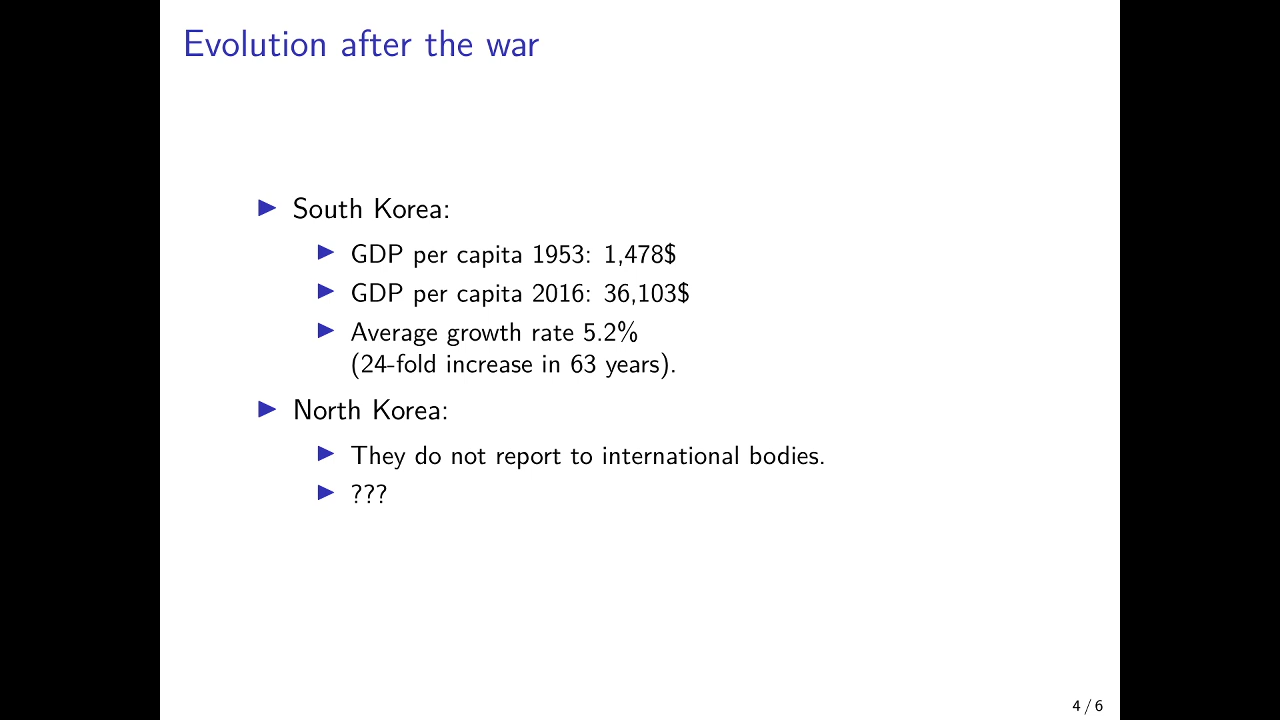 Evolution after the war
South Korea:
GDP per capita 1953: 1,478$
GDP per capita 2016: 36,103$
Average growth rate 5.2%
(24-fold increase in 63 years).
North Korea:
They do not report to international bodies.
???
4 / 6